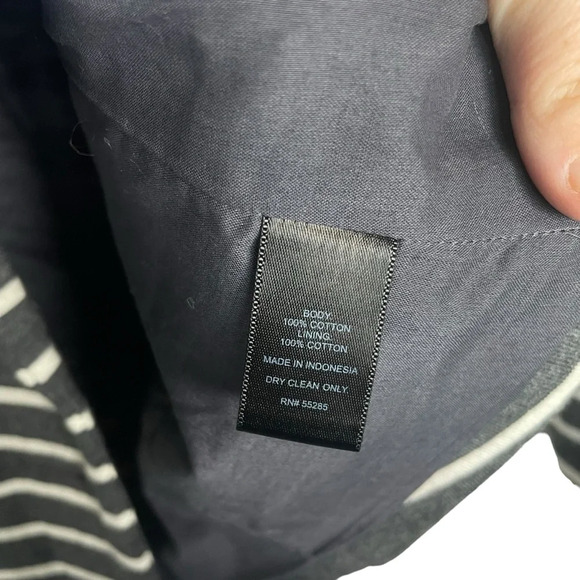 BODY:
100% COTTON
LINING:
100% COTTON
MADE IN INDONESIA
DRY CLEAN ONLY.
RN# 55285